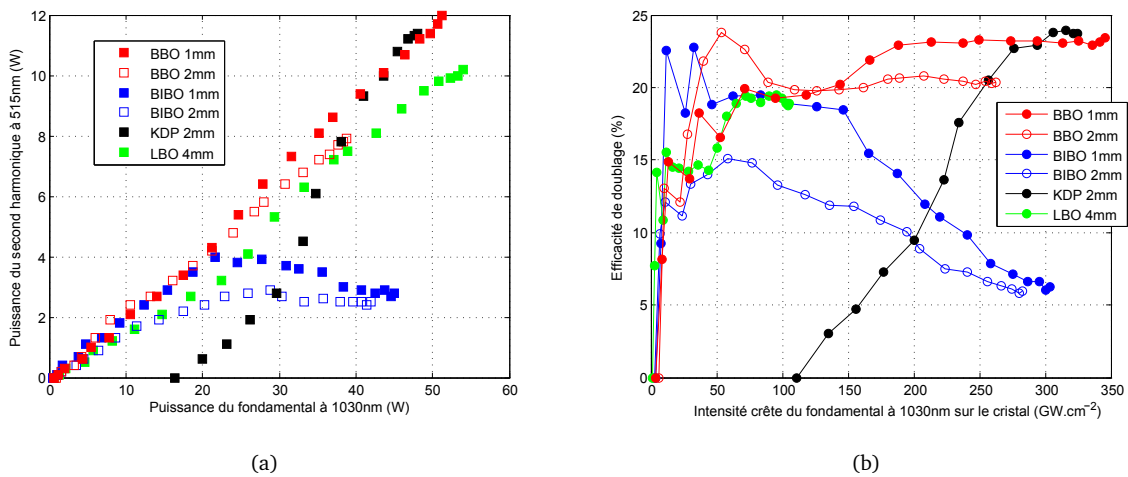 12
10
8
6
4
2
0
0
10
20
30
40
50
60
Puissance du second harmonique à 515nm (W)
Puissance du fondamental à 1030nm (W)
BBO 1mm
BBO 2mm
BIBO 1mm
BIBO 2mm
KDP 2mm
LBO 4mm
(a)
25
20
15
10
5
0
0
50
100
150
200
250
300
350
Efficacité de doublage (%)
Intensité crête du fondamental à 1030nm sur le cristal (GW.cm⁻²)
BBO 1mm
BBO 2mm
BIBO 1mm
BIBO 2mm
KDP 2mm
LBO 4mm
(b)